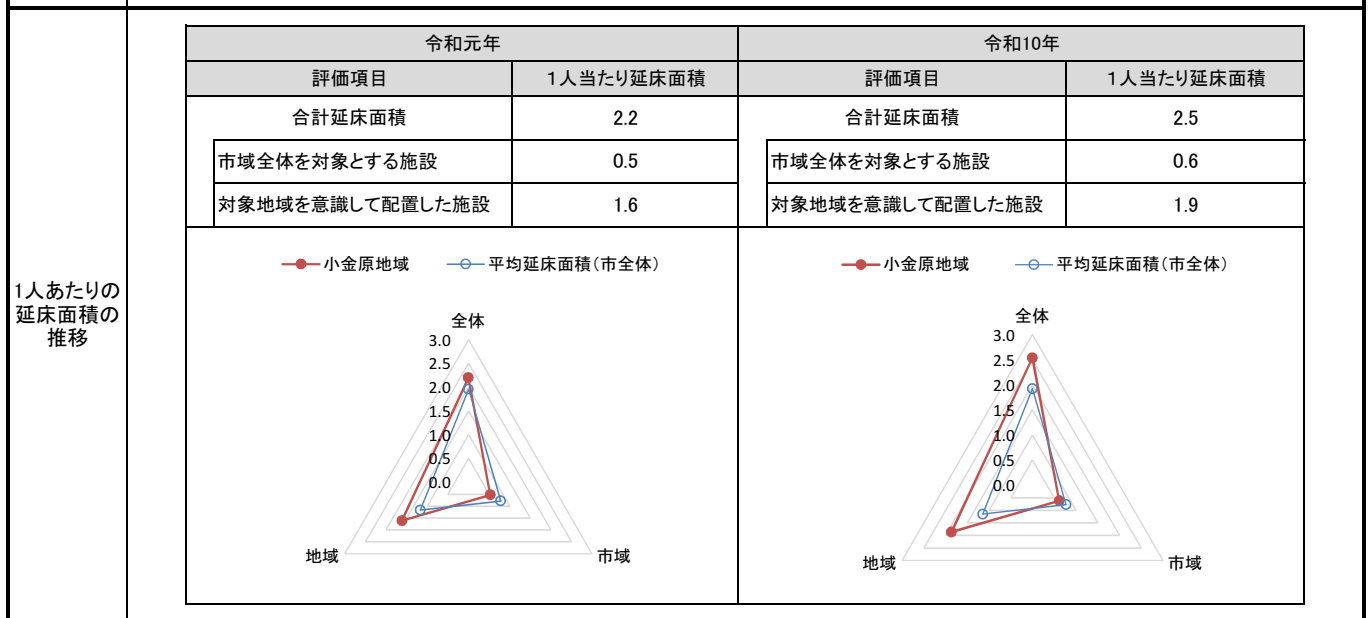 1人あたりの
延床面積の
推移
令和元年
令和10年
評価項目
1人当たり延床面積
評価項目
1人当たり延床面積
合計延床面積
2.2
合計延床面積
2.5
市域全体を対象とする施設
0.5
市域全体を対象とする施設
0.6
対象地域を意識して配置した施設
1.6
対象地域を意識して配置した施設
1.9
小金原地域
平均延床面積(市全体)
全体
3.0
2.5
2.0
1.5
1.0
0.5
0.0
地域
市域
小金原地域
平均延床面積(市全体)
全体
3.0
2.5
2.0
1.5
1.0
0.5
0.0
地域
市域